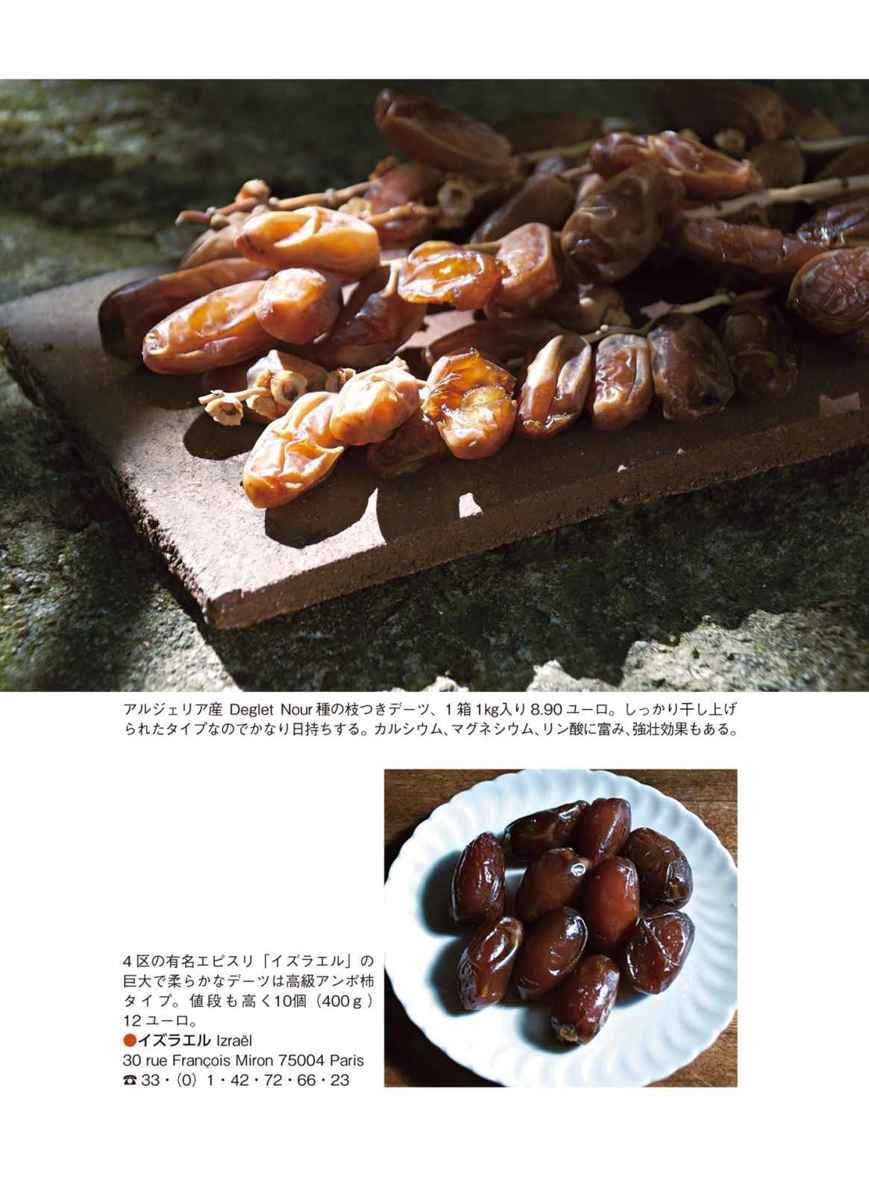 アルジェリア産 Deglet Nour種の枝つきデーツ、1箱1kg入り8.90ユーロ。しっかり干し上げ
られたタイプなのでかなり日持ちする。カルシウム、マグネシウム、リン酸に富み、強壮効果もある。
4区の有名エピスリ「イズラエル」の
巨大で柔らかなデーツは高級アンポ柿
タイプ。値段も高く10個（400g）
12ユーロ。
●イズラエル Izraël
30 rue François Miron 75004 Paris
☎ 33・(0) 1・42・72・66・23